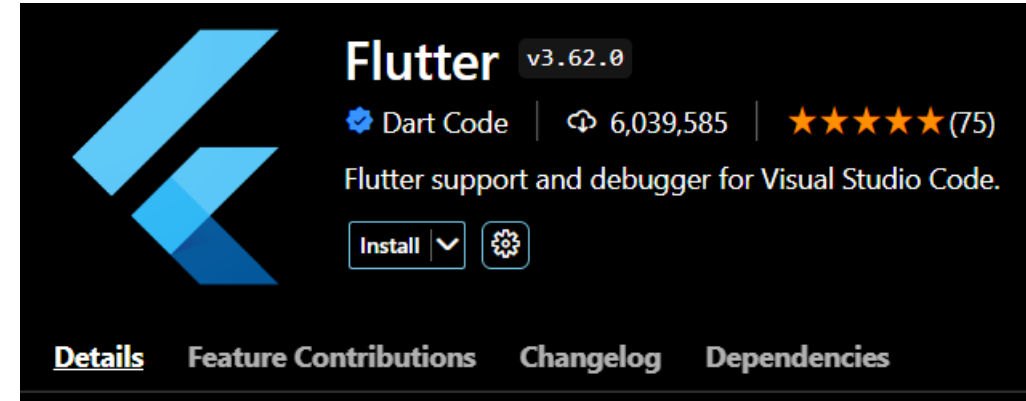 Flutter v3.62.0
Dart Code 6,039,585 ★★★★★(75)
Flutter support and debugger for Visual Studio Code.
Install
Details Feature Contributions Changelog Dependencies